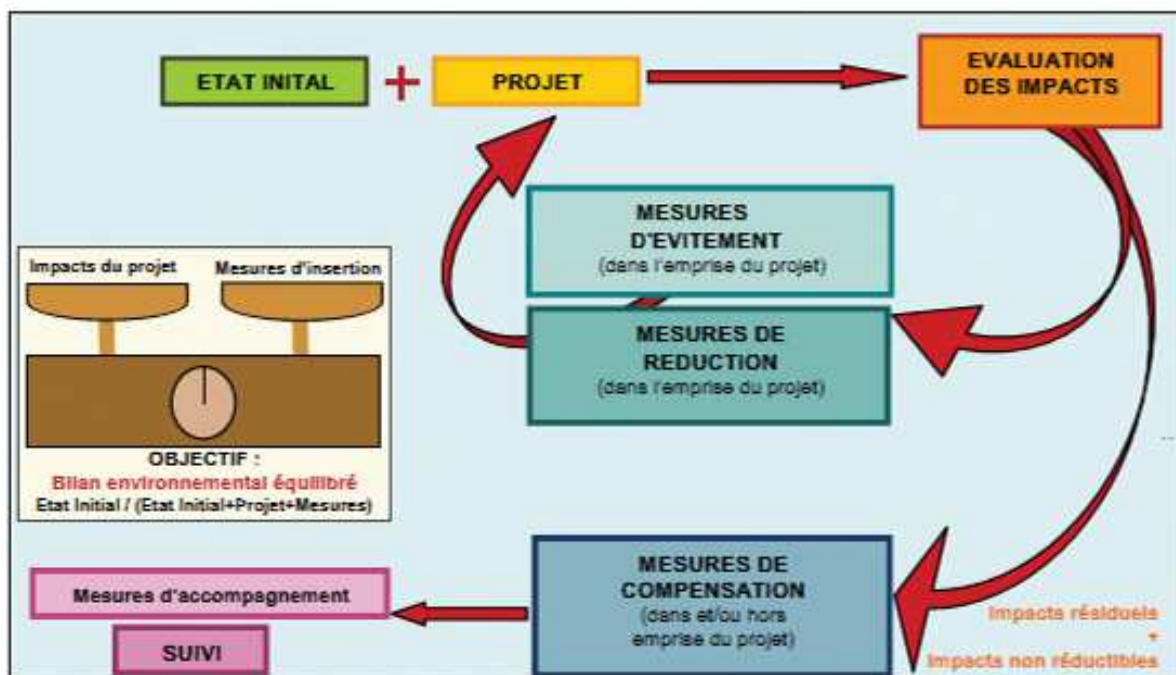 ETAT INITAL
+
PROJET
EVALUATION
DES IMPACTS
MESURES
D'EVITEMENT
(dans l'emprise du projet)
MESURES DE
REDUCTION
(dans l'emprise du projet)
Impacts du projet
Mesures d'insertion
OBJECTIF :
Bilan environnemental équilibré
Etat Initial / (Etat Initial+Projet+Mesures)
MESURES DE
COMPENSATION
(dans et/ou hors
emprise du projet)
Impacts résiduels
+
Impacts non réductibles
Mesures d'accompagnement
SUIVI